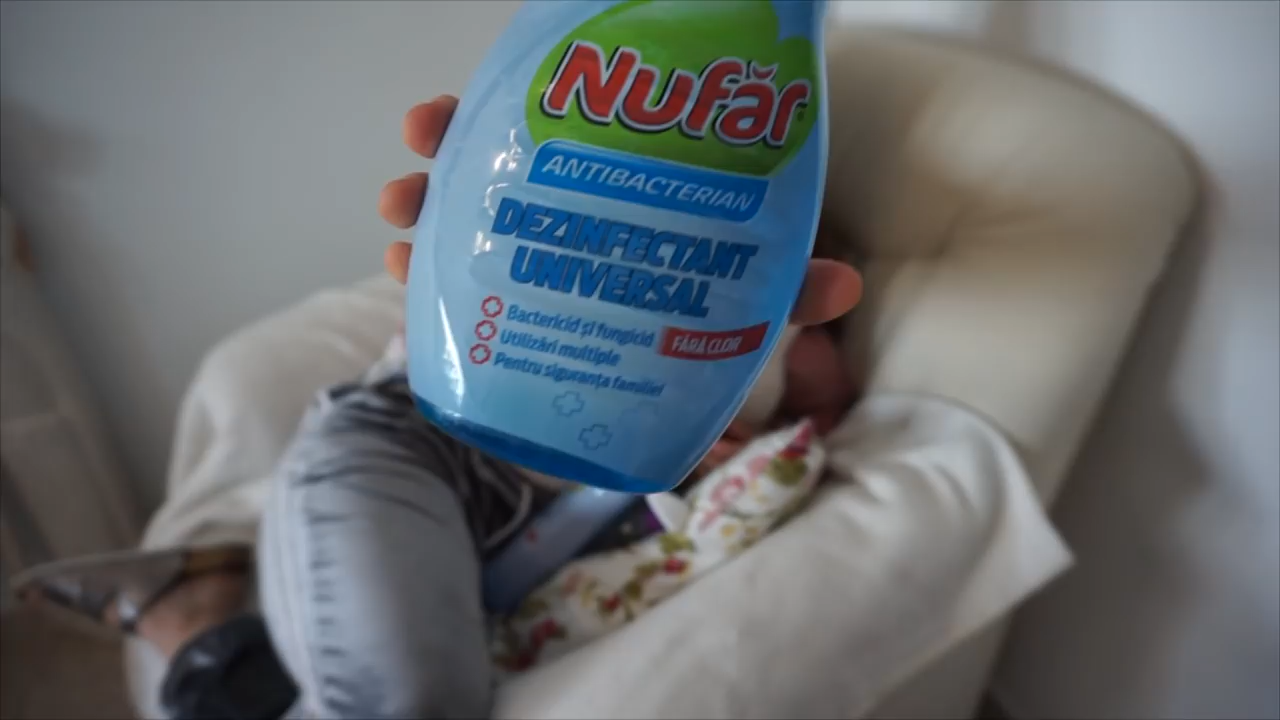 Nufăr
ANTIBACTERIAN
DEZINFECTANT
UNIVERSAL
Bactericid și fungicid
FĂRĂ CLOR
Utilizări multiple
Pentru siguranța familiei